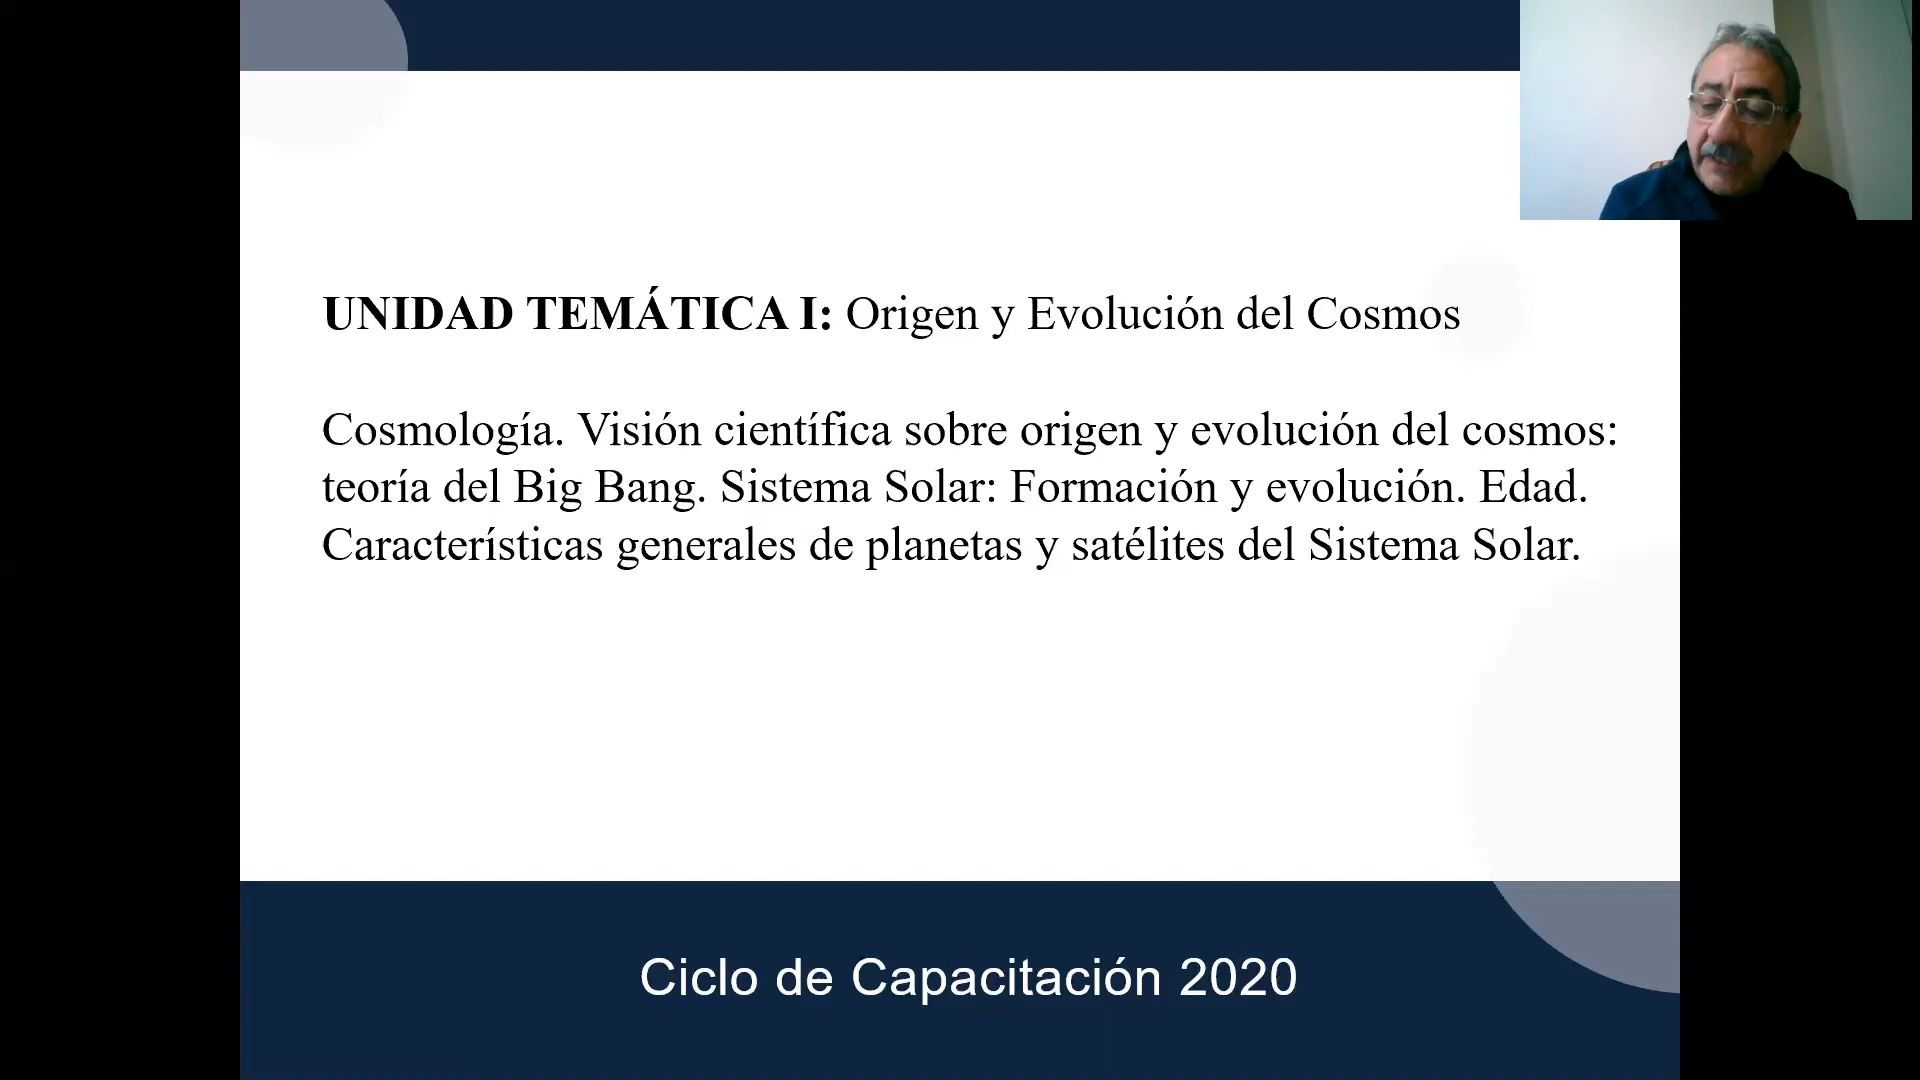 UNIDAD TEMÁTICA I: Origen y Evolución del Cosmos
Cosmología. Visión científica sobre origen y evolución del cosmos:
teoría del Big Bang. Sistema Solar: Formación y evolución. Edad.
Características generales de planetas y satélites del Sistema Solar.
Ciclo de Capacitación 2020